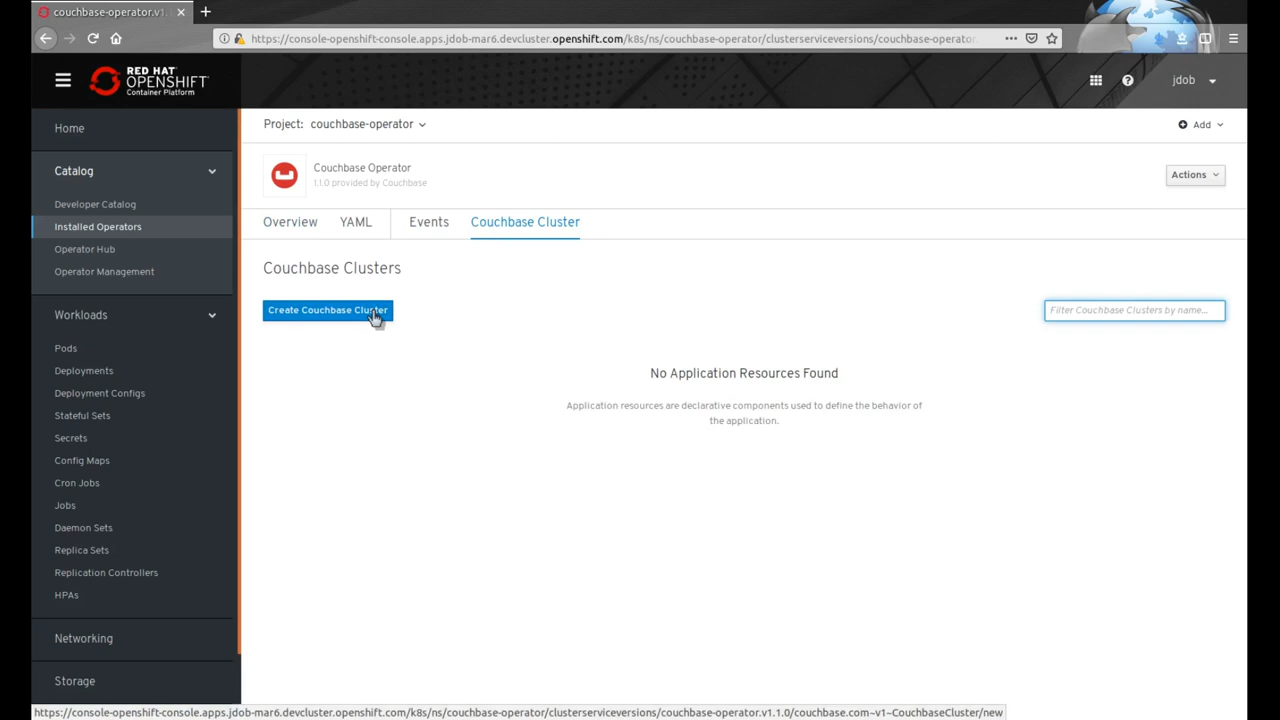 couchbase-operator.v1.
https://console-openshift-console.apps.jdob-mar6.devcluster.openshift.com/k8s/ns/couchbase-operator/clusterserviceversions/couchbase-operator
RED HAT
OPENSHIFT
Container Platform
jdob
Home
Catalog
Developer Catalog
Installed Operators
Operator Hub
Operator Management
Workloads
Pods
Deployments
Deployment Configs
Stateful Sets
Secrets
Config Maps
Cron Jobs
Jobs
Daemon Sets
Replica Sets
Replication Controllers
HPAs
Networking
Storage
Project: couchbase-operator
Add
Couchbase Operator
1.1.0 provided by Couchbase
Actions
Overview YAML Events Couchbase Cluster
Couchbase Clusters
Create Couchbase Cluster
Filter Couchbase Clusters by name...
No Application Resources Found
Application resources are declarative components used to define the behavior of
the application.
https://console-openshift-console.apps.jdob-mar6.devcluster.openshift.com/k8s/ns/couchbase-operator/clusterserviceversions/couchbase-operator.v1.1.0/couchbase.com~v1~CouchbaseCluster/new